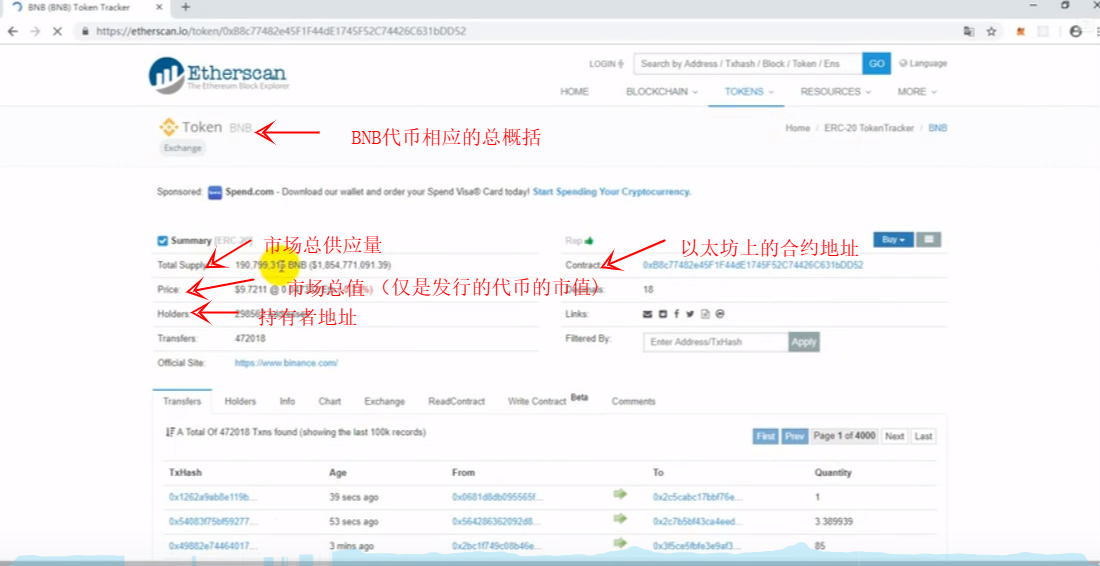 BNB (BNB) Token Tracker
https://etherscan.io/token/0xB8c77482e45F1F44dE1745F52C74426C631bDD52
LOGIN
Search by Address / Txhash / Block / Token / Ens
GO
Language
Etherscan
The Ethereum Block Explorer
HOME BLOCKCHAIN TOKENS RESOURCES MORE
Token BNB
BNB代币相应的总概括
Home / ERC-20 TokenTracker / BNB
Exchange
Sponsored: Spend.com - Download our wallet and order your Spend Visa® Card today! Start Spending Your Cryptocurrency.
Summary [ERC-20]
市场总供应量
Rep
以太坊上的合约地址
Buy
Total Supply: 190,799,315 BNB ($1,854,771,091.39)
Contract: 0xB8c77482e45F1F44dE1745F52C74426C631bDD52
Price: $9.7211 @
市场总值（仅是发行的代币的市值）
18
Holders:
持有者地址
Links:
Transfers: 472018
Filtered By: Enter Address/TxHash Apply
Official Site: https://www.binance.com/
Transfers Holders Info Chart Exchange ReadContract Write Contract Beta Comments
A Total Of 472018 Txns found (showing the last 100k records)
First Prev Page 1 of 4000 Next Last
TxHash Age From To Quantity
0x1262a9ab8e119b... 39 secs ago 0x0681d8db095565f... 0x2c5cabc17bbf76e... 1
0x54083f75bf59277... 53 secs ago 0x564286362092d8... 0x2c7b5bf43ca4eed... 3.389939
0x49882e74464017... 3 mins ago 0x2bc1f749c08b46e... 0x3f5ce5fbfe3e9af3... 85